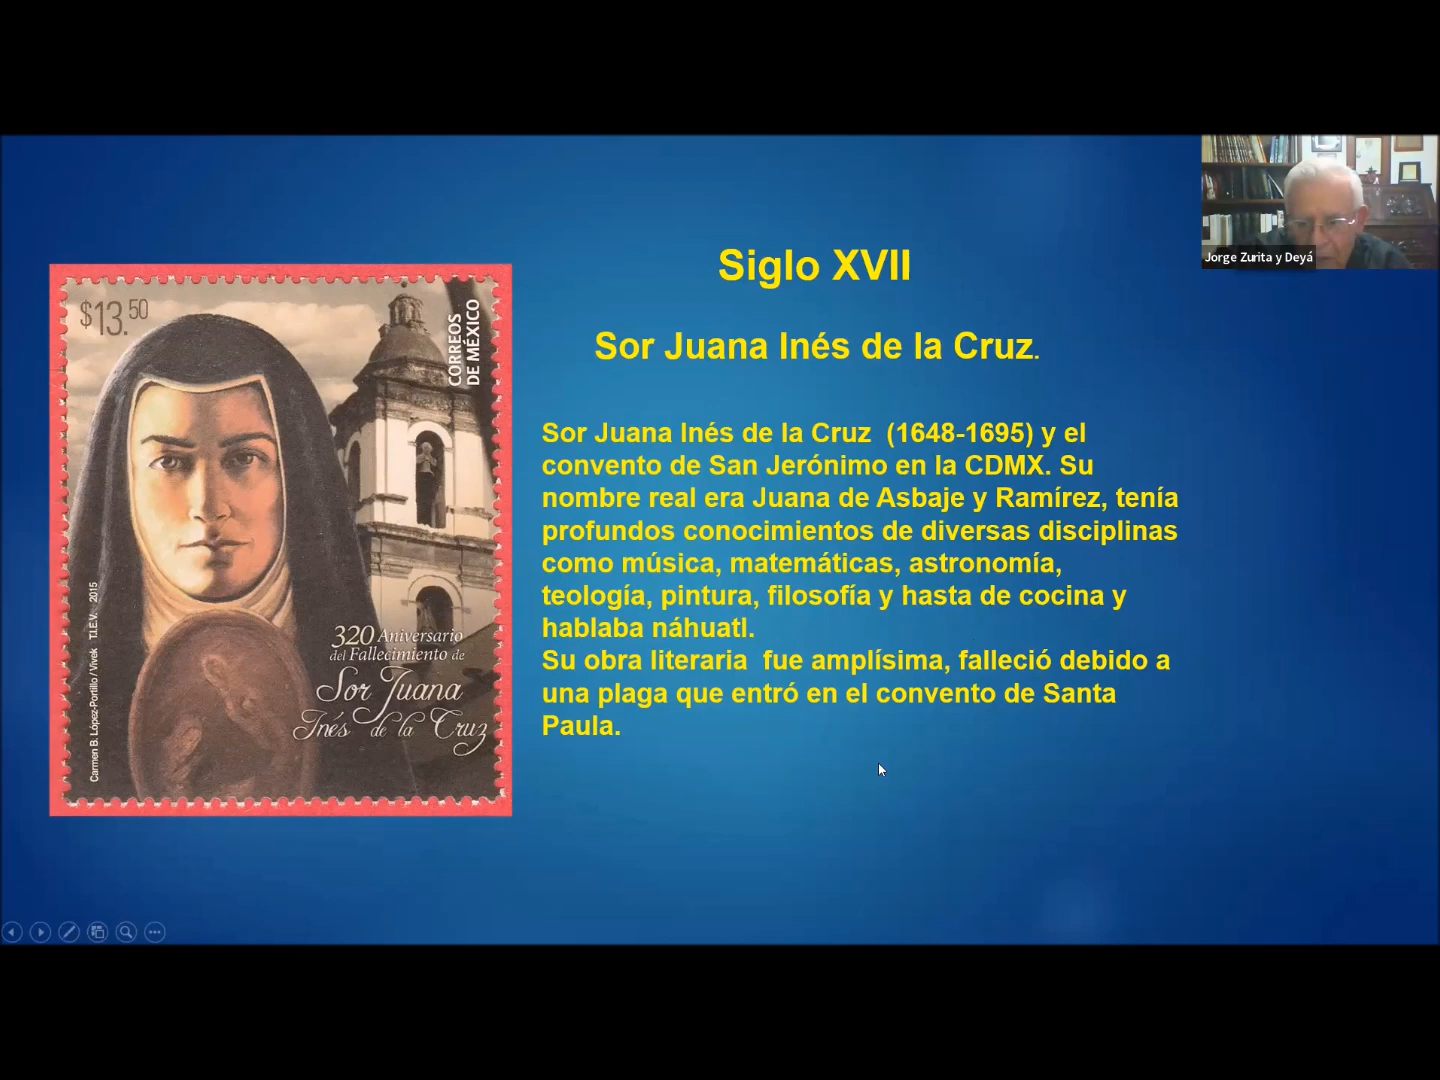 Siglo XVII
Sor Juana Inés de la Cruz.
Sor Juana Inés de la Cruz (1648-1695) y el
convento de San Jerónimo en la CDMX. Su
nombre real era Juana de Asbaje y Ramírez, tenía
profundos conocimientos de diversas disciplinas
como música, matemáticas, astronomía,
teología, pintura, filosofía y hasta de cocina y
hablaba náhuatl.
Su obra literaria fue amplísima, falleció debido a
una plaga que entró en el convento de Santa
Paula.
$13.50
CORREOS
DE MÉXICO
320 Aniversario
del Fallecimiento de
Sor Juana
Inés de la Cruz
Carmen B. López-Portillo / Vivek T.I.E.V. 2015
Jorge Zurita y Deyá